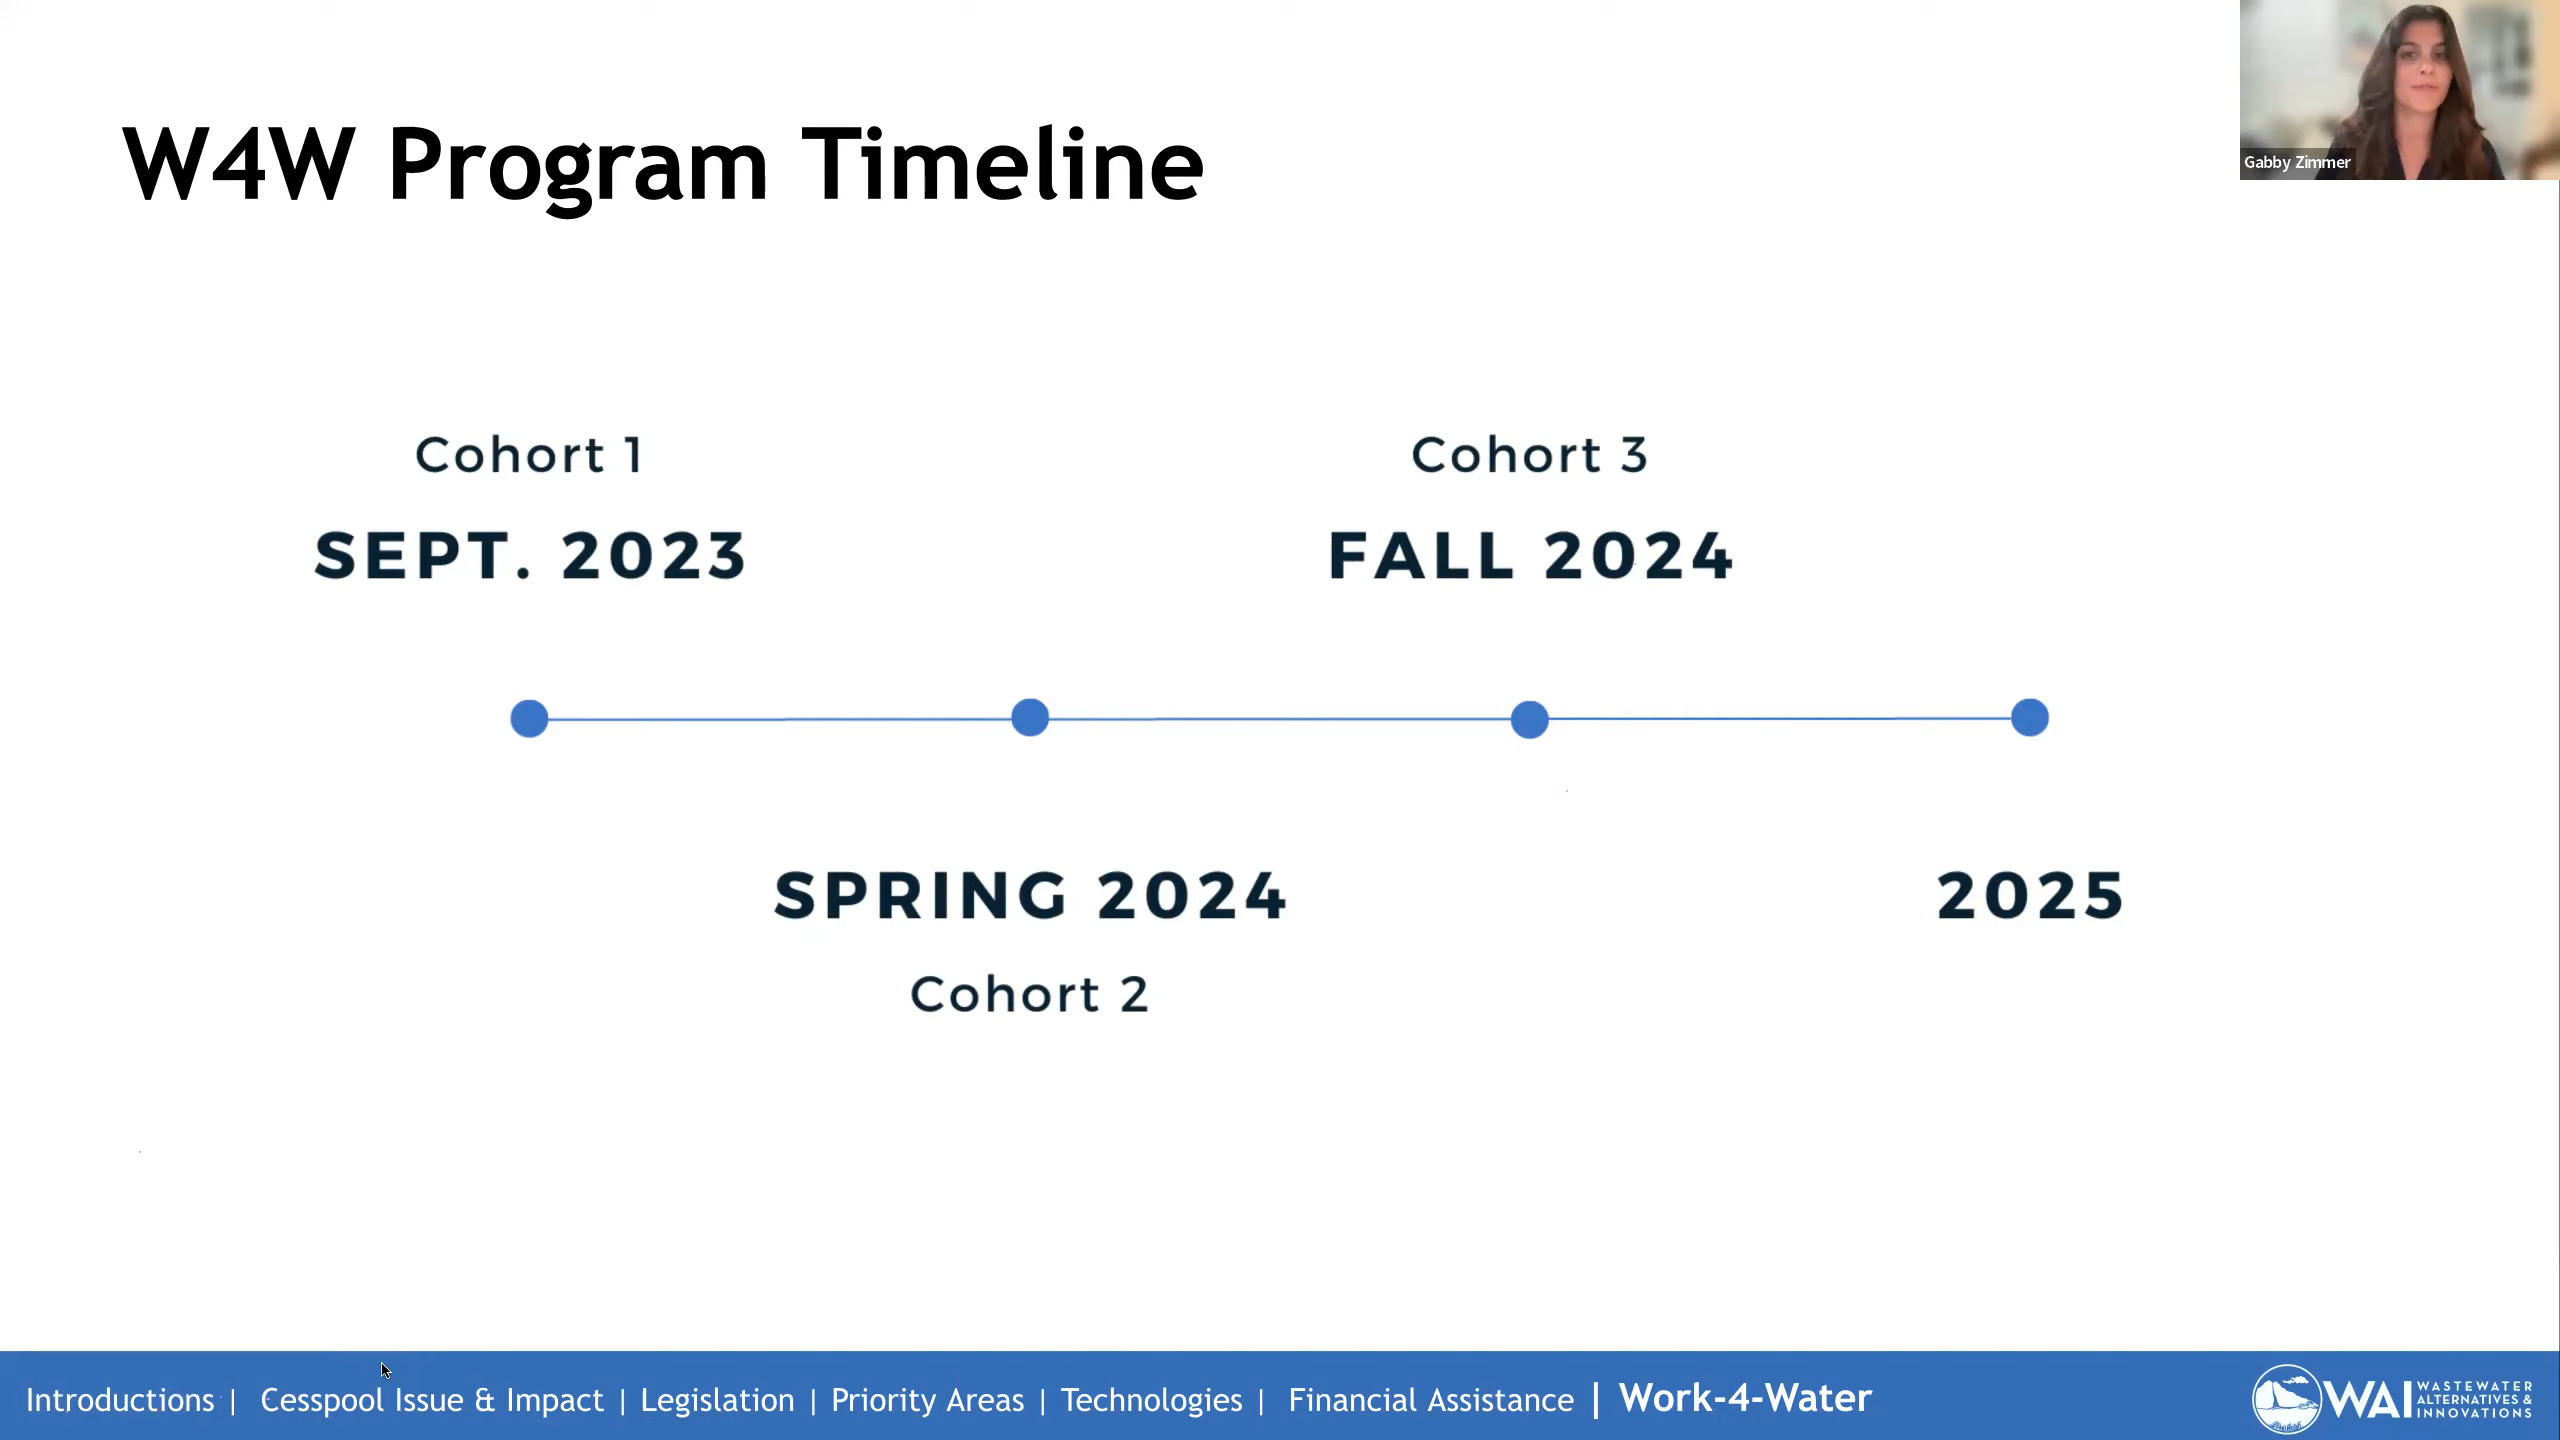 Gabby Zimmer
W4W Program Timeline
Cohort 1
SEPT. 2023
Cohort 3
FALL 2024
SPRING 2024
Cohort 2
2025
Introductions | Cesspool Issue & Impact | Legislation | Priority Areas | Technologies | Financial Assistance | Work-4-Water
WAI
WASTEWATER
ALTERNATIVES &
INNOVATIONS